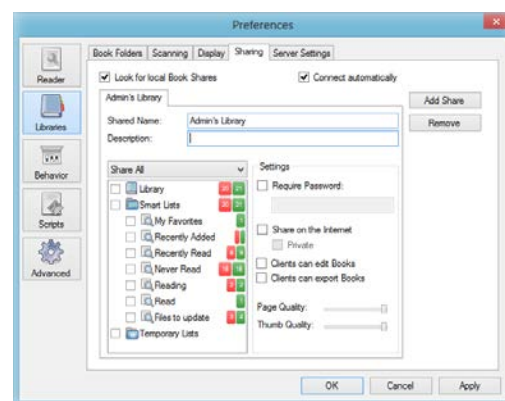 Preferences
Book Folders Scanning Display Sharing Server Settings
Reader
Libraries
Behavior
Scripts
Advanced
Look for local Book Shares
Connect automatically
Admin's Library
Add Share
Remove
Shared Name: Admin's Library
Description:
Share All
Library
Smart Lists
My Favorites
Recently Added
Recently Read
Never Read
Reading
Read
Files to update
Temporary Lists
Settings
Require Password:
Share on the Internet
Private
Clients can edit Books
Clients can export Books
Page Quality:
Thumb Quality:
OK Cancel Apply